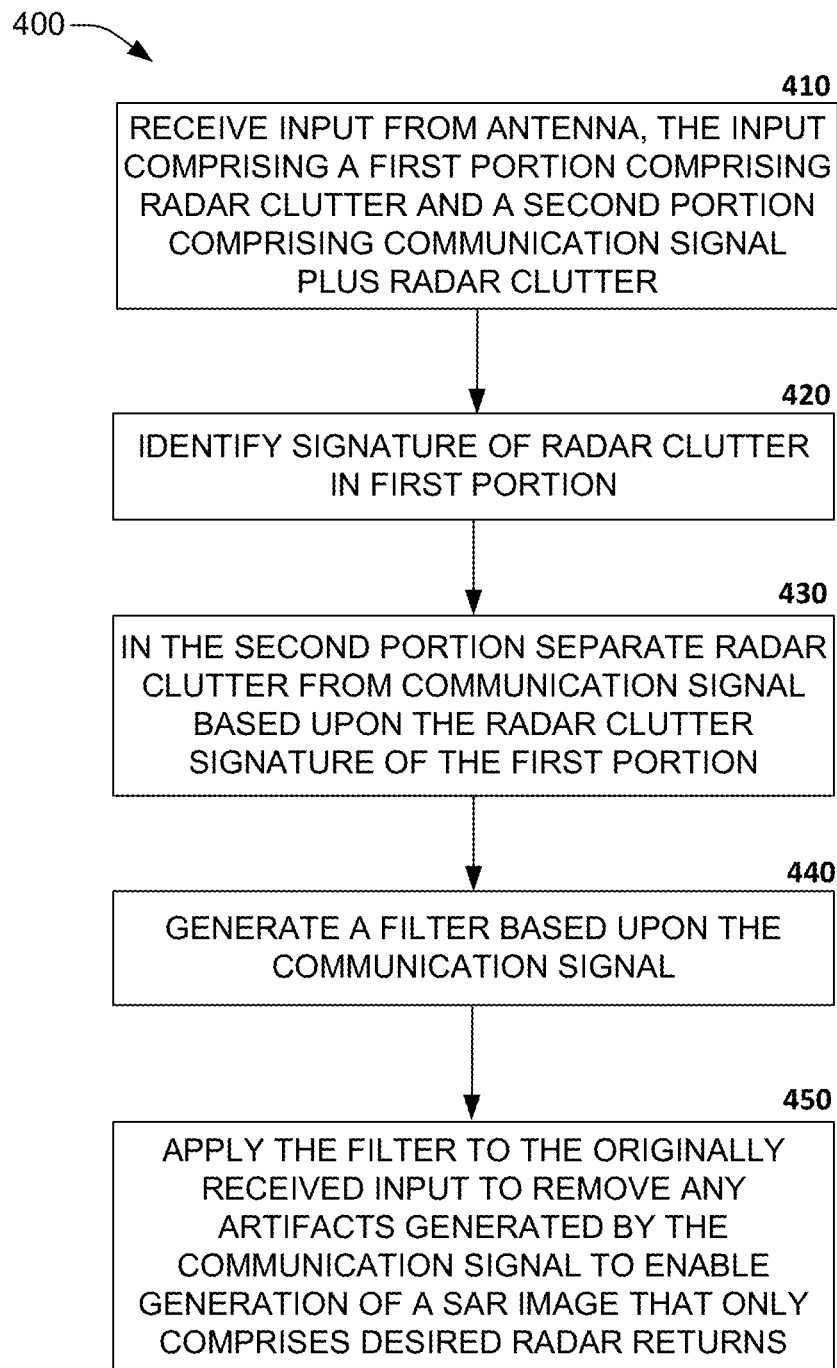 400
410
RECEIVE INPUT FROM ANTENNA, THE INPUT
COMPRISING A FIRST PORTION COMPRISING
RADAR CLUTTER AND A SECOND PORTION
COMPRISING COMMUNICATION SIGNAL
PLUS RADAR CLUTTER
420
IDENTIFY SIGNATURE OF RADAR CLUTTER
IN FIRST PORTION
430
IN THE SECOND PORTION SEPARATE RADAR
CLUTTER FROM COMMUNICATION SIGNAL
BASED UPON THE RADAR CLUTTER
SIGNATURE OF THE FIRST PORTION
440
GENERATE A FILTER BASED UPON THE
COMMUNICATION SIGNAL
450
APPLY THE FILTER TO THE ORIGINALLY
RECEIVED INPUT TO REMOVE ANY
ARTIFACTS GENERATED BY THE
COMMUNICATION SIGNAL TO ENABLE
GENERATION OF A SAR IMAGE THAT ONLY
COMPRISES DESIRED RADAR RETURNS